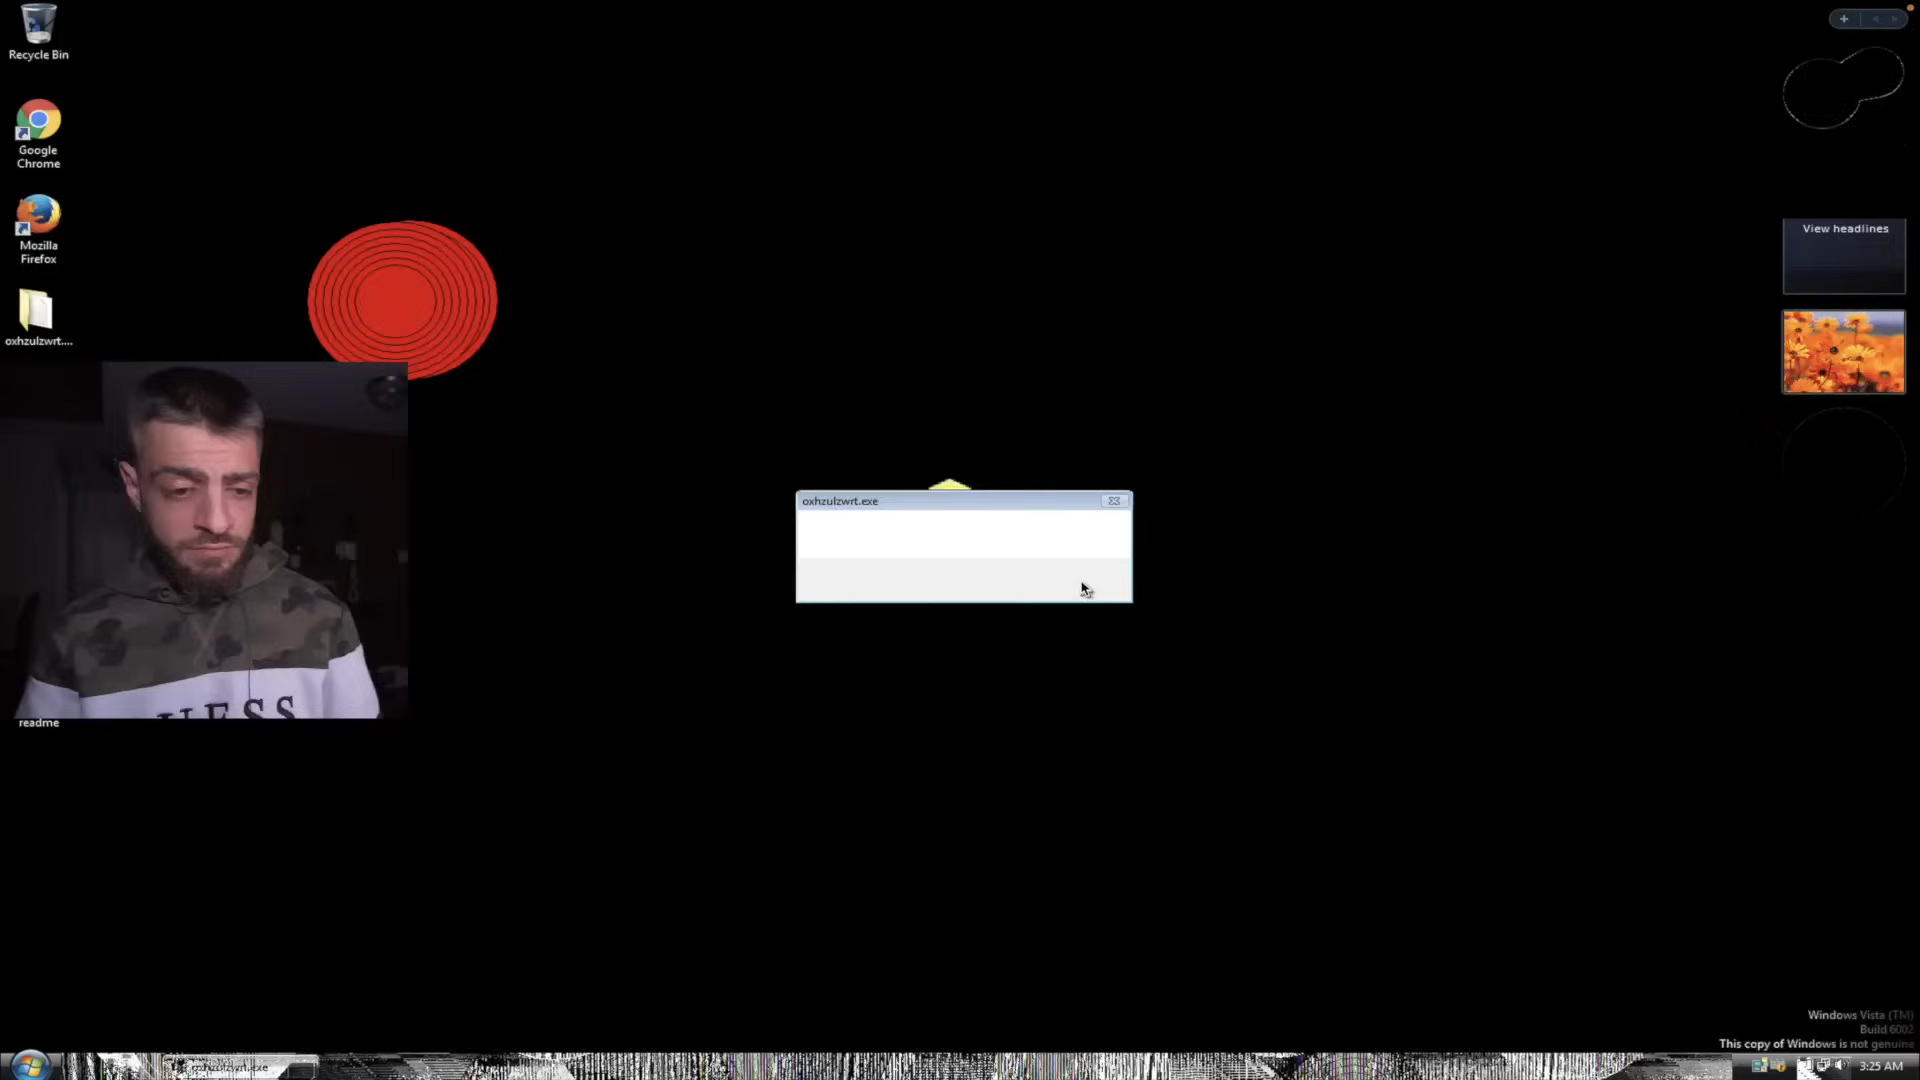 Recycle Bin
Google
Chrome
Mozilla
Firefox
oxhzulzwrt....
readme
View headlines
oxhzulzwrt.exe
Windows Vista (TM)
Build 6002
This copy of Windows is not genuine
3:25 AM